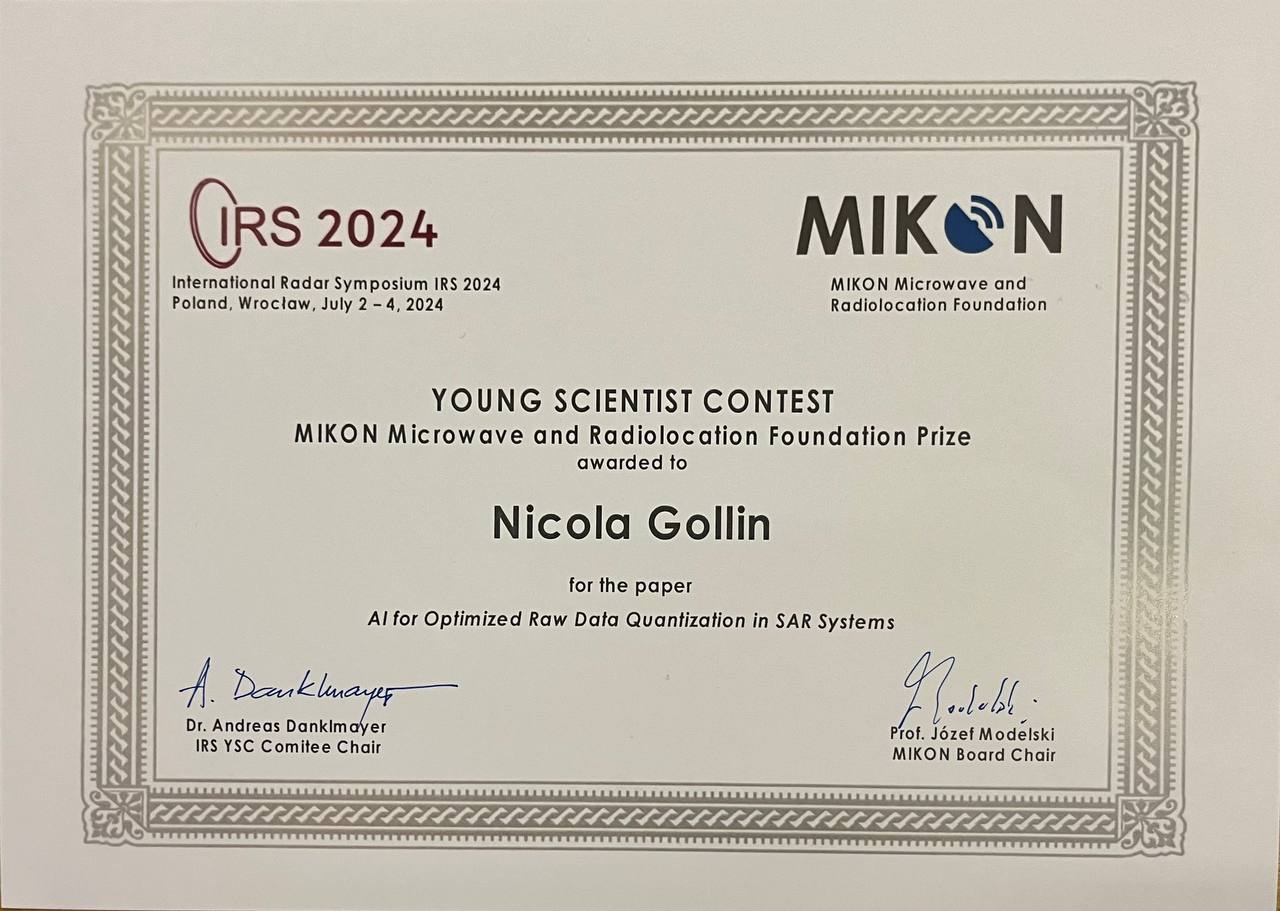 IRS 2024
International Radar Symposium IRS 2024
Poland, Wrocław, July 2 – 4, 2024
MIKON
MIKON Microwave and
Radiolocation Foundation
YOUNG SCIENTIST CONTEST
MIKON Microwave and Radiolocation Foundation Prize
awarded to
Nicola Gollin
for the paper
AI for Optimized Raw Data Quantization in SAR Systems
A. Danklmayer
Dr. Andreas Danklmayer
IRS YSC Comitee Chair
Prof. Józef Modelski
MIKON Board Chair